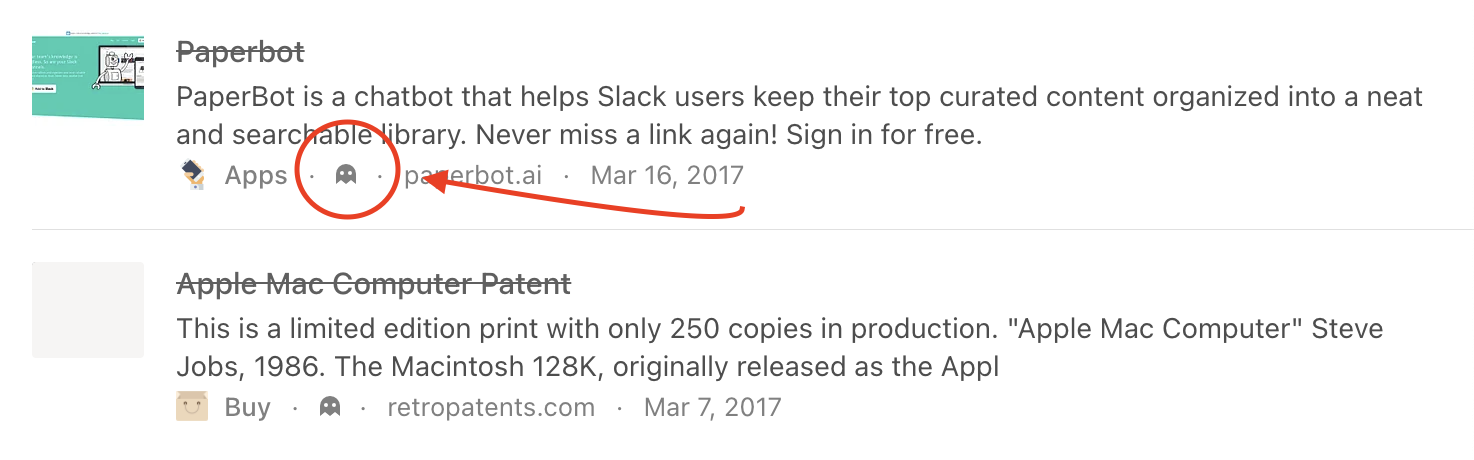 Paperbot
PaperBot is a chatbot that helps Slack users keep their top curated content organized into a neat
and searchable library. Never miss a link again! Sign in for free.
Apps · · paperbot.ai · Mar 16, 2017
Apple Mac Computer Patent
This is a limited edition print with only 250 copies in production. "Apple Mac Computer" Steve
Jobs, 1986. The Macintosh 128K, originally released as the Appl
Buy · · retropatents.com · Mar 7, 2017